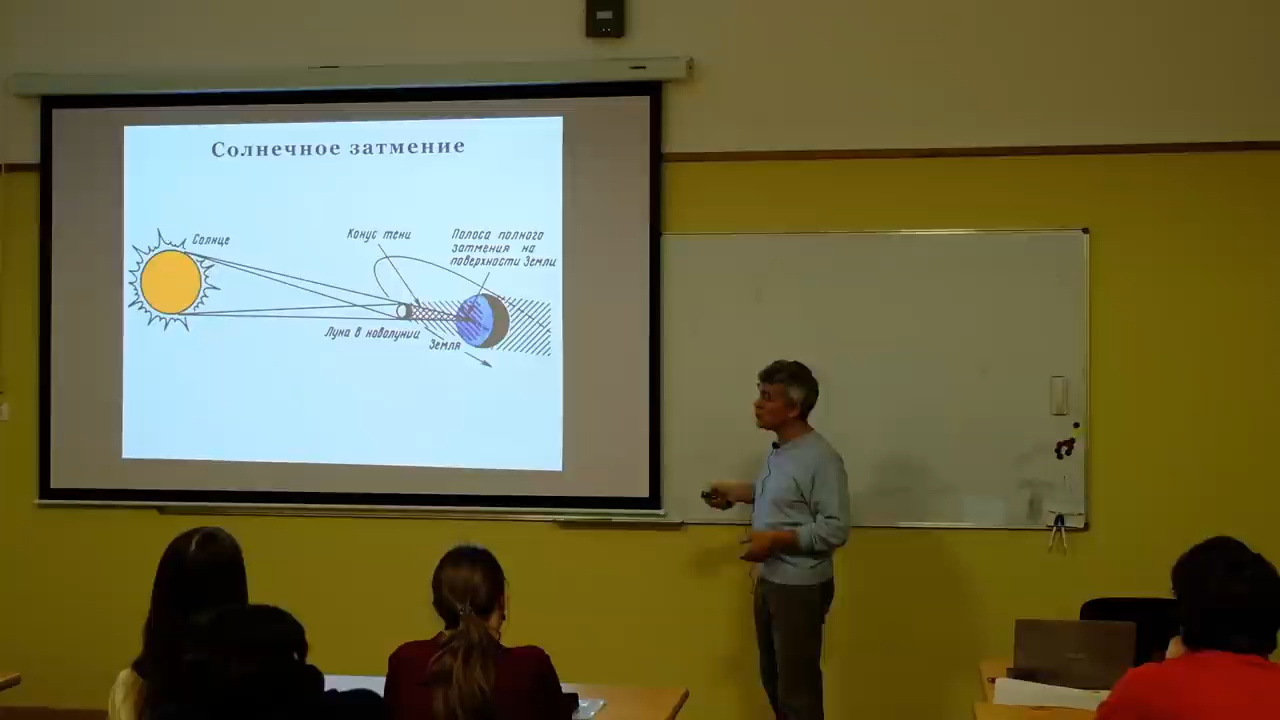 Солнечное затмение
Солнце
Конус тени
Полоса полного
затмения на
поверхности Земли
Луна в новолунии
Земля